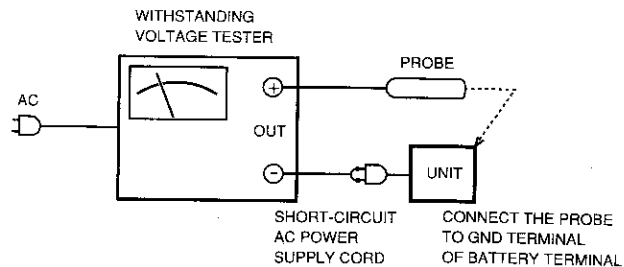 WITHSTANDING
VOLTAGE TESTER
PROBE
AC
+
OUT
−
UNIT
SHORT-CIRCUIT
AC POWER
SUPPLY CORD
CONNECT THE PROBE
TO GND TERMINAL
OF BATTERY TERMINAL